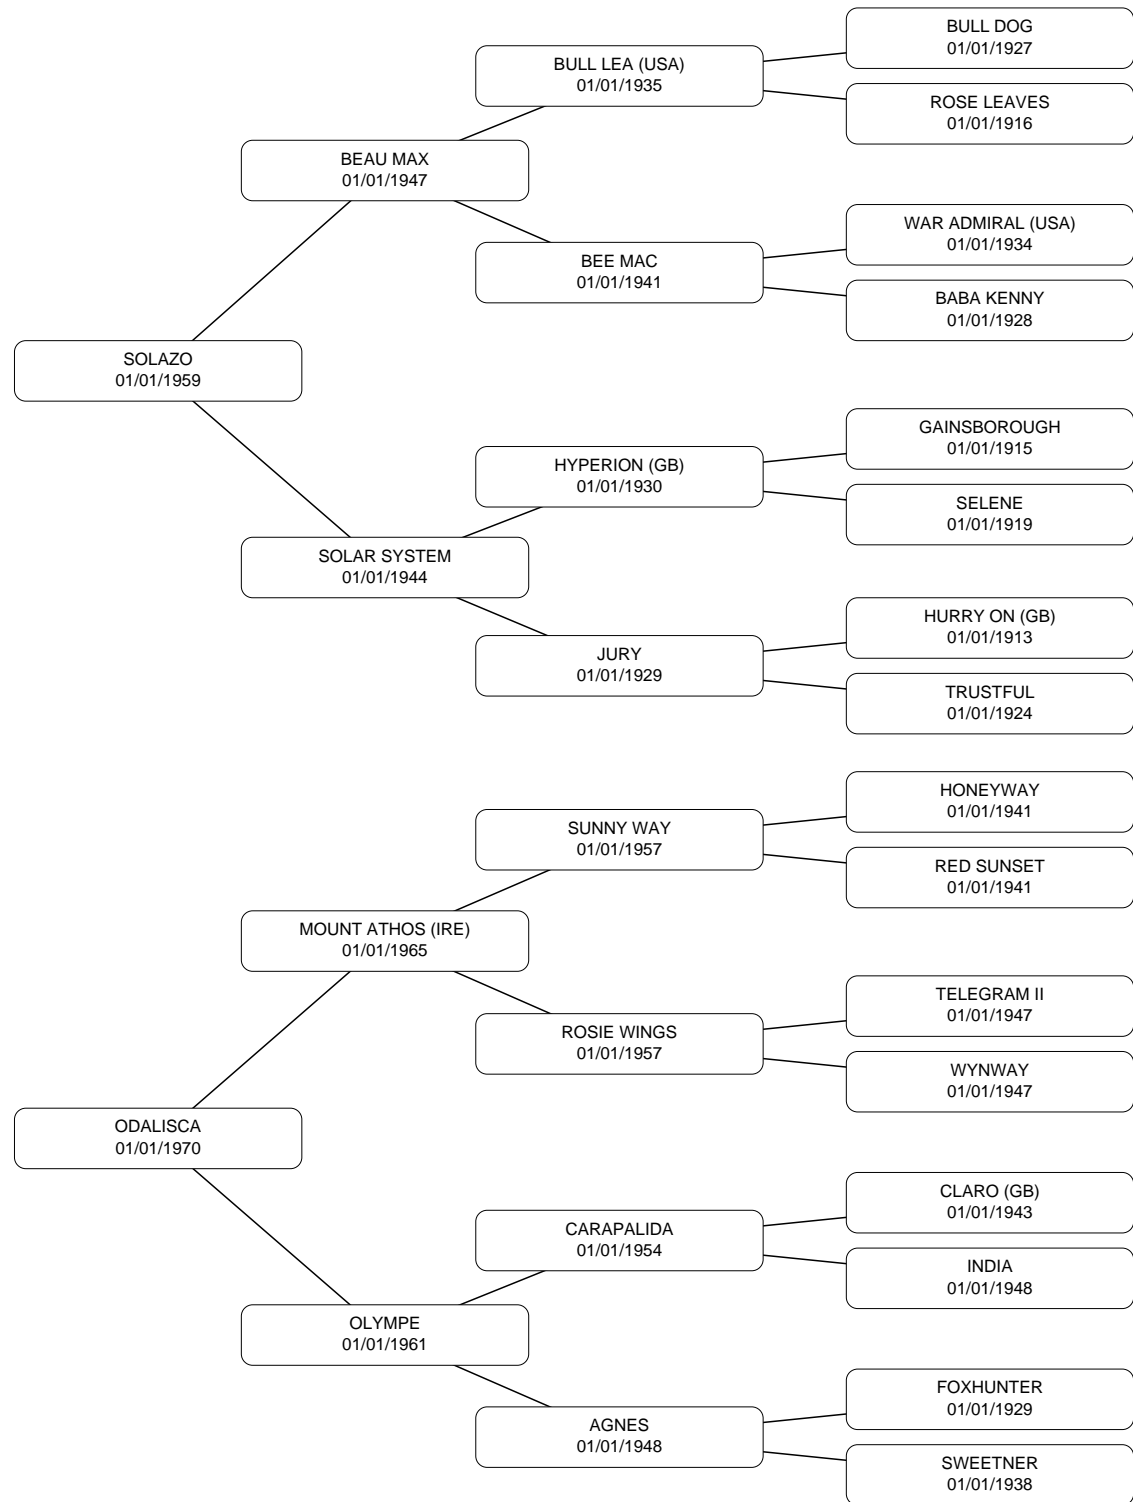 BULL DOG
01/01/1927
BULL LEA (USA)
01/01/1935
ROSE LEAVES
01/01/1916
BEAU MAX
01/01/1947
WAR ADMIRAL (USA)
01/01/1934
BEE MAC
01/01/1941
BABA KENNY
01/01/1928
SOLAZO
01/01/1959
GAINSBOROUGH
01/01/1915
HYPERION (GB)
01/01/1930
SELENE
01/01/1919
SOLAR SYSTEM
01/01/1944
HURRY ON (GB)
01/01/1913
JURY
01/01/1929
TRUSTFUL
01/01/1924
HONEYWAY
01/01/1941
SUNNY WAY
01/01/1957
RED SUNSET
01/01/1941
MOUNT ATHOS (IRE)
01/01/1965
TELEGRAM II
01/01/1947
ROSIE WINGS
01/01/1957
WYNWAY
01/01/1947
ODALISCA
01/01/1970
CLARO (GB)
01/01/1943
CARAPALIDA
01/01/1954
INDIA
01/01/1948
OLYMPE
01/01/1961
FOXHUNTER
01/01/1929
AGNES
01/01/1948
SWEETNER
01/01/1938